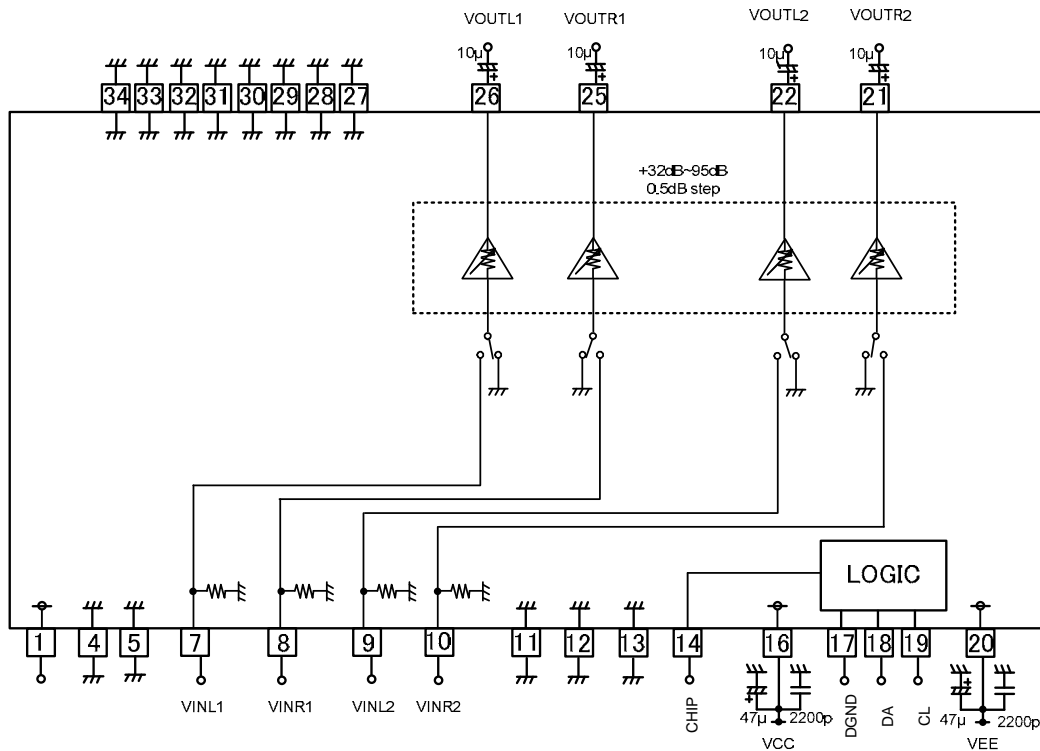 VOUTL1 VOUTR1 VOUTL2 VOUTR2
10μ 10μ 10μ 10μ
34 33 32 31 30 29 28 27 26 25 22 21
+32dB~95dB
0.5dB step
LOGIC
1 4 5 7 8 9 10 11 12 13 14 16 17 18 19 20
VINL1 VINR1 VINL2 VINR2
CHIP
47μ 2200p
VCC
DGND
DA
CL
47μ 2200p
VEE